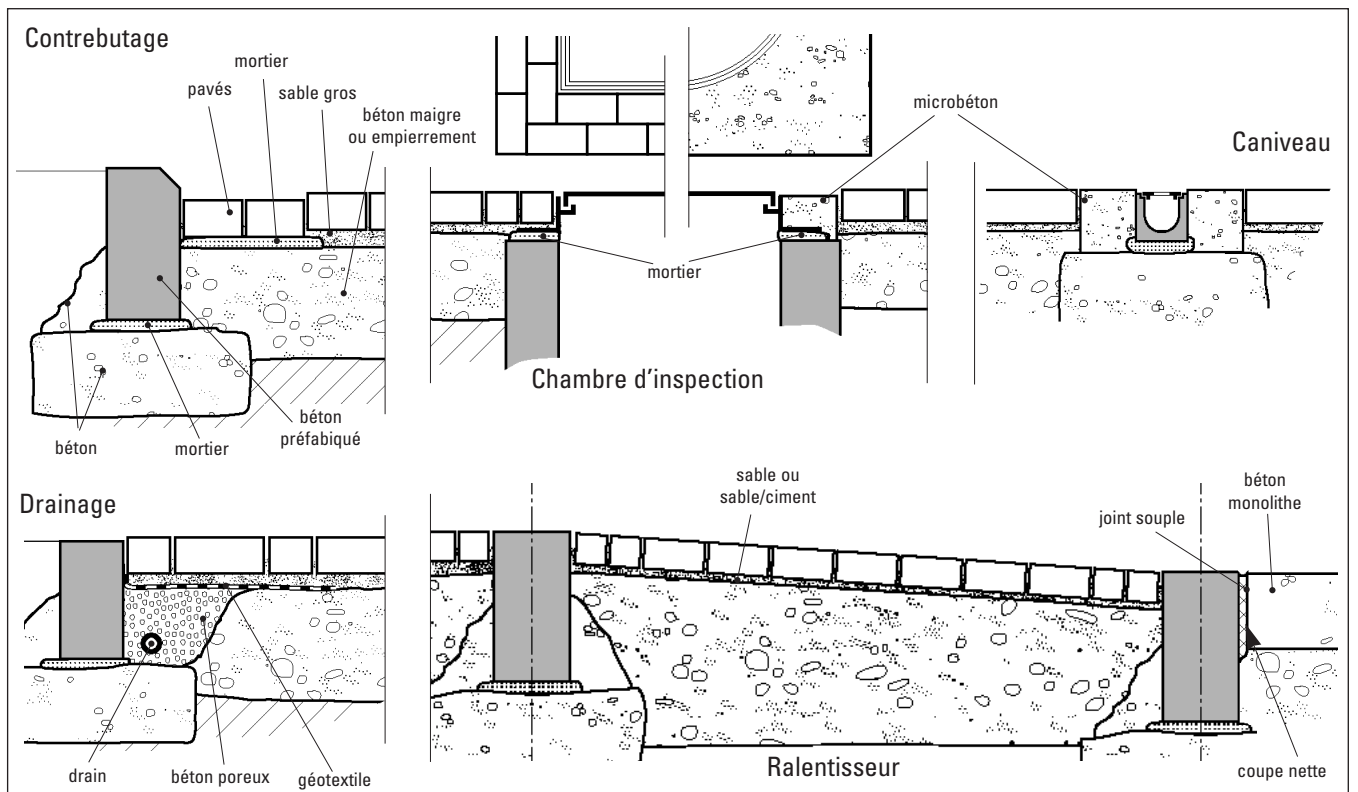 Contrebutage
mortier
pavés
sable gros
béton maigre
ou empierrement
microbéton
Caniveau
mortier
Chambre d'inspection
béton
mortier
béton
préfabiqué
Drainage
sable ou
sable/ciment
béton
monolithe
joint souple
drain
béton poreux
géotextile
Ralentisseur
coupe nette